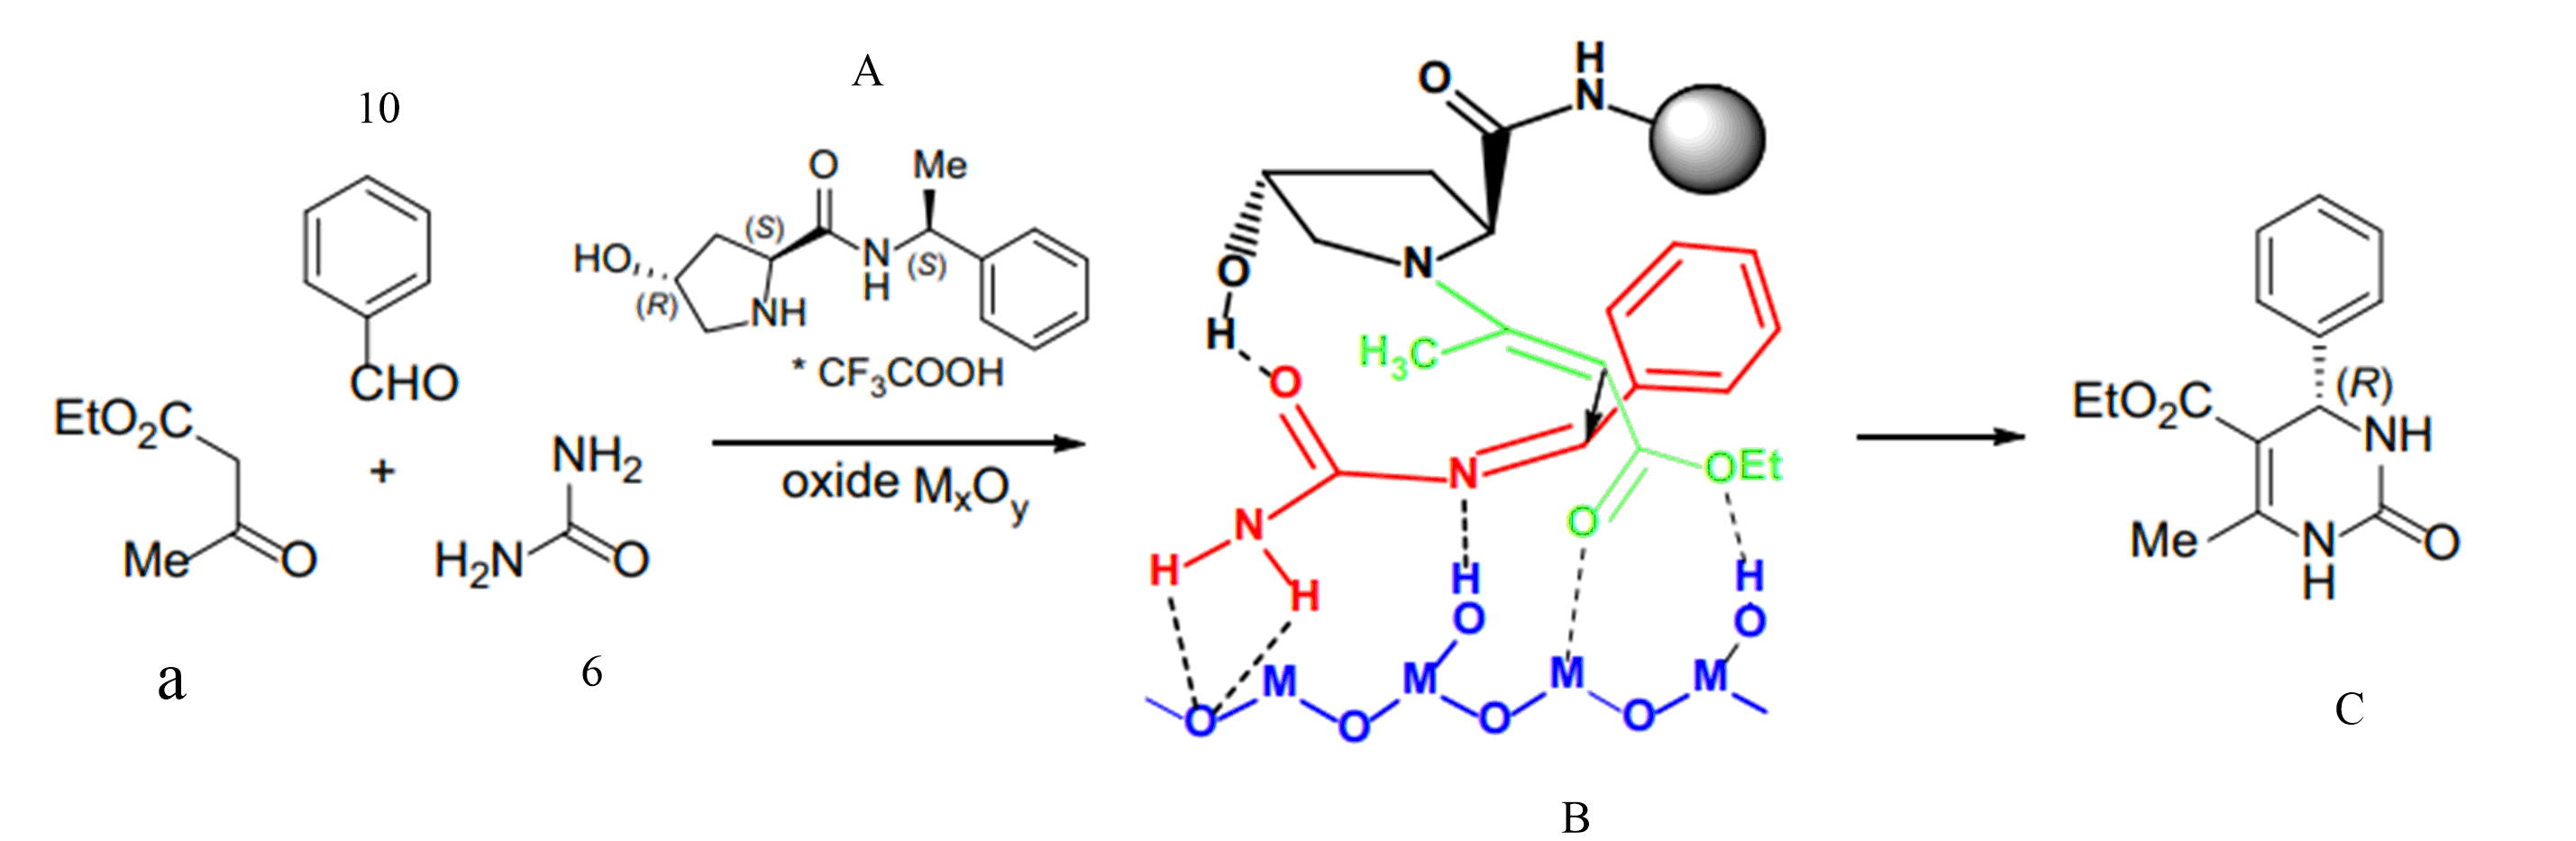 A
10
O
Me
(S)
HO
N
H
(S)
(R)
NH
* CF3COOH
CHO
EtO2C
+
NH2
oxide MxOy
Me
O
H2N
O
a
6
O
H
N
O
H
N
H3C
O
N
OEt
N
O
H
H
H
O
H
O
M
M
M
M
O
O
O
O
B
(R)
EtO2C
NH
Me
N
H
O
C